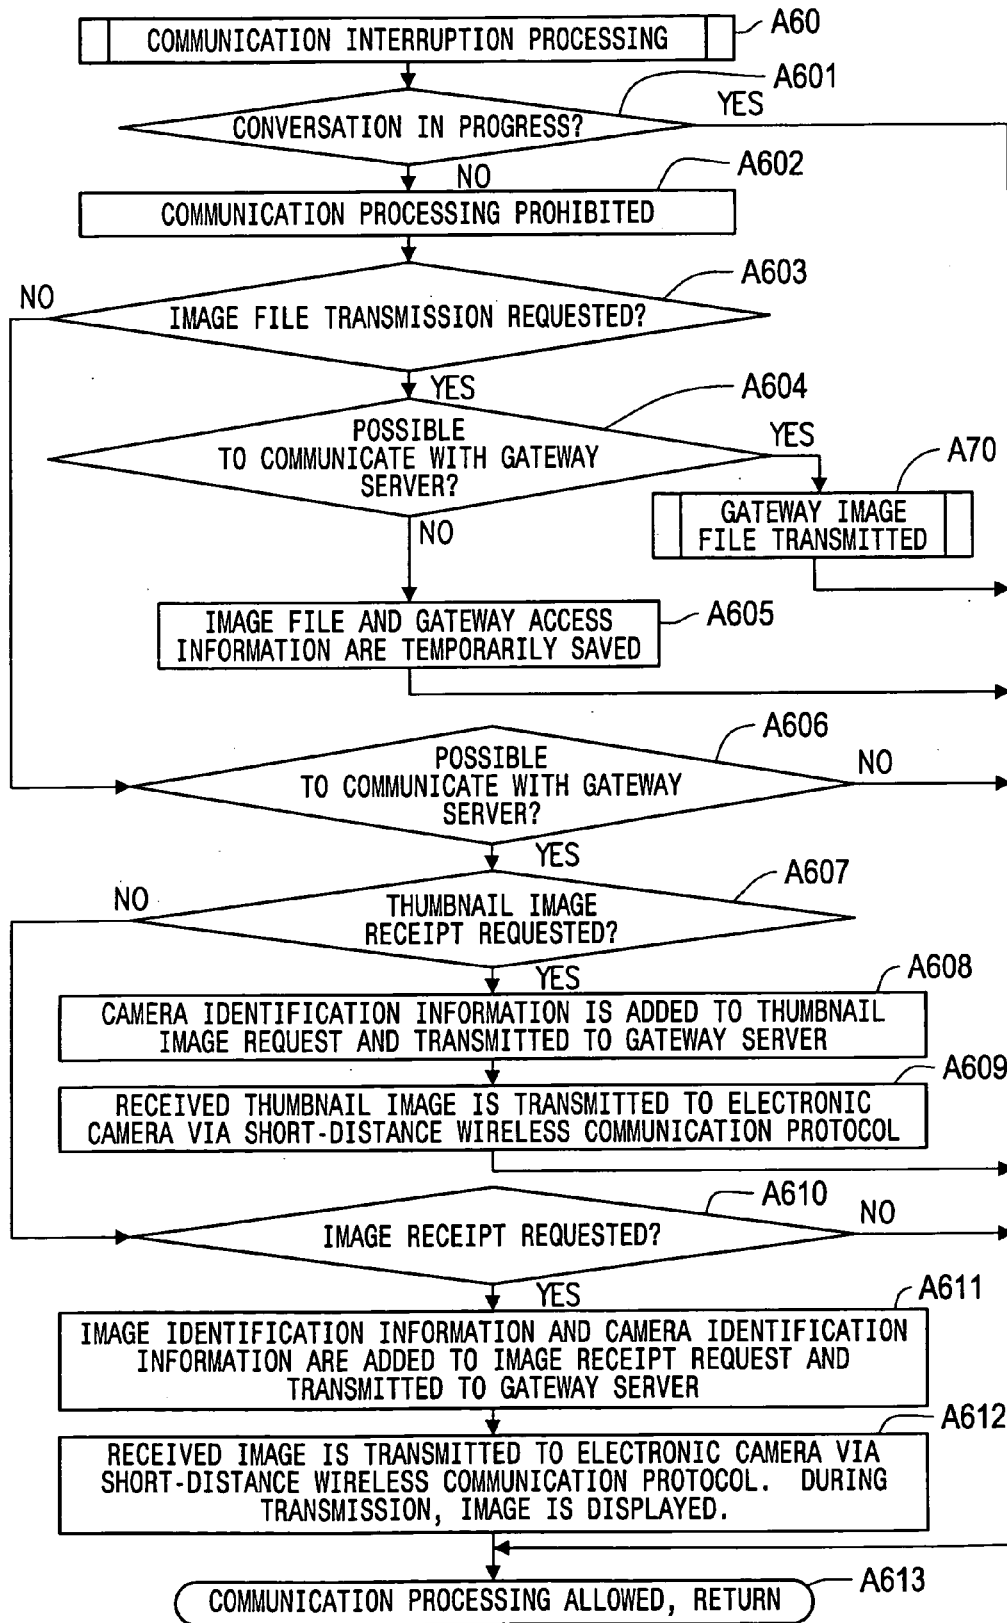 COMMUNICATION INTERRUPTION PROCESSING
A60
A601
CONVERSATION IN PROGRESS?
YES
NO
A602
COMMUNICATION PROCESSING PROHIBITED
A603
NO
IMAGE FILE TRANSMISSION REQUESTED?
YES
A604
POSSIBLE
TO COMMUNICATE WITH GATEWAY
SERVER?
YES
A70
GATEWAY IMAGE
FILE TRANSMITTED
NO
A605
IMAGE FILE AND GATEWAY ACCESS
INFORMATION ARE TEMPORARILY SAVED
A606
POSSIBLE
TO COMMUNICATE WITH GATEWAY
SERVER?
NO
YES
A607
NO
THUMBNAIL IMAGE
RECEIPT REQUESTED?
YES
A608
CAMERA IDENTIFICATION INFORMATION IS ADDED TO THUMBNAIL
IMAGE REQUEST AND TRANSMITTED TO GATEWAY SERVER
A609
RECEIVED THUMBNAIL IMAGE IS TRANSMITTED TO ELECTRONIC
CAMERA VIA SHORT-DISTANCE WIRELESS COMMUNICATION PROTOCOL
A610
IMAGE RECEIPT REQUESTED?
NO
YES
A611
IMAGE IDENTIFICATION INFORMATION AND CAMERA IDENTIFICATION
INFORMATION ARE ADDED TO IMAGE RECEIPT REQUEST AND
TRANSMITTED TO GATEWAY SERVER
A612
RECEIVED IMAGE IS TRANSMITTED TO ELECTRONIC CAMERA VIA
SHORT-DISTANCE WIRELESS COMMUNICATION PROTOCOL. DURING
TRANSMISSION, IMAGE IS DISPLAYED.
A613
COMMUNICATION PROCESSING ALLOWED, RETURN